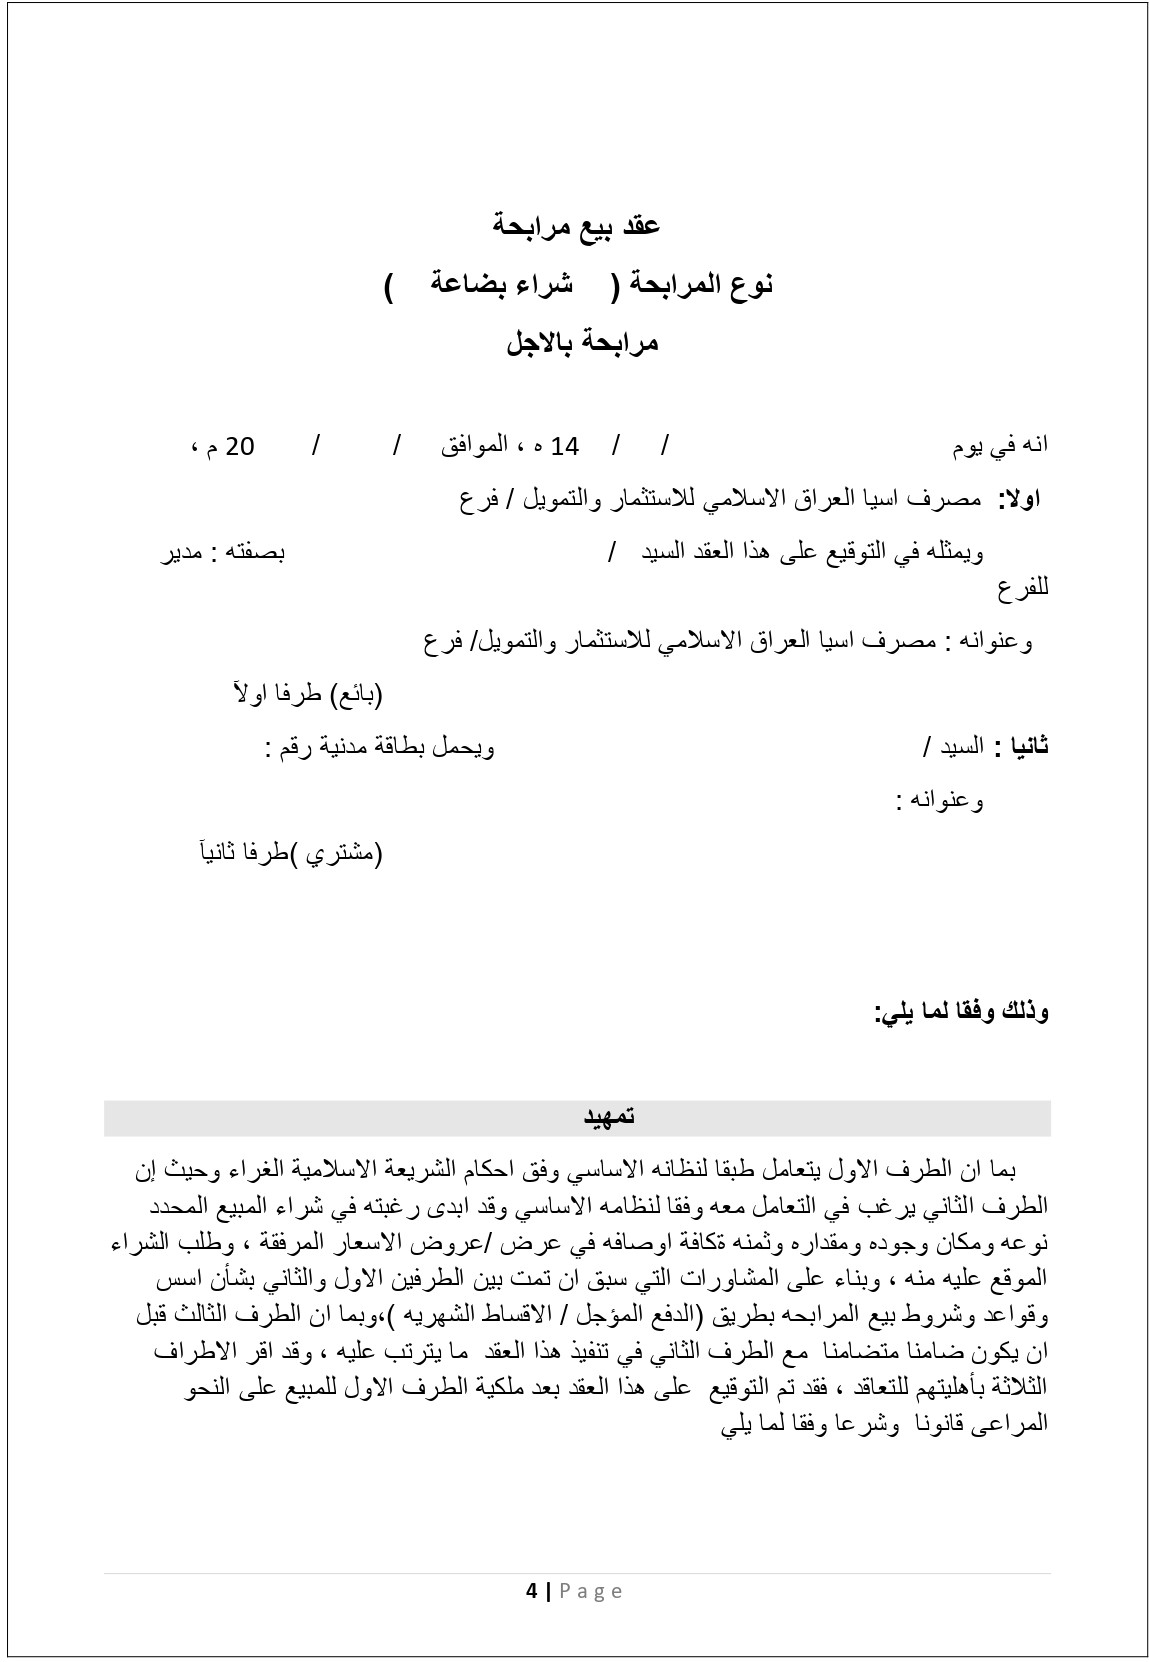 عقد بيع مرابحة
نوع المرابحة ( شراء بضاعة )
مرابحة بالاجل
انه في يوم / / 14 ه ، الموافق / / 20 م ،
اولا: مصرف اسيا العراق الاسلامي للاستثمار والتمويل / فرع
ويمثله في التوقيع على هذا العقد السيد / بصفته : مدير
للفرع
وعنوانه : مصرف اسيا العراق الاسلامي للاستثمار والتمويل/ فرع
(بائع) طرفا اولآ
ثانيا : السيد / ويحمل بطاقة مدنية رقم :
وعنوانه :
(مشتري )طرفا ثانيآ
وذلك وفقا لما يلي:
تمهيد
بما ان الطرف الاول يتعامل طبقا لنظانه الاساسي وفق احكام الشريعة الاسلامية الغراء وحيث إن
الطرف الثاني يرغب في التعامل معه وفقا لنظامه الاساسي وقد ابدى رغبته في شراء المبيع المحدد
نوعه ومكان وجوده ومقداره وثمنه ةكافة اوصافه في عرض /عروض الاسعار المرفقة ، وطلب الشراء
الموقع عليه منه ، وبناء على المشاورات التي سبق ان تمت بين الطرفين الاول والثاني بشأن اسس
وقواعد وشروط بيع المرابحه بطريق (الدفع المؤجل / الاقساط الشهريه )،وبما ان الطرف الثالث قبل
ان يكون ضامنا متضامنا مع الطرف الثاني في تنفيذ هذا العقد ما يترتب عليه ، وقد اقر الاطراف
الثلاثة بأهليتهم للتعاقد ، فقد تم التوقيع على هذا العقد بعد ملكية الطرف الاول للمبيع على النحو
المراعى قانونا وشرعا وفقا لما يلي
4 | Page